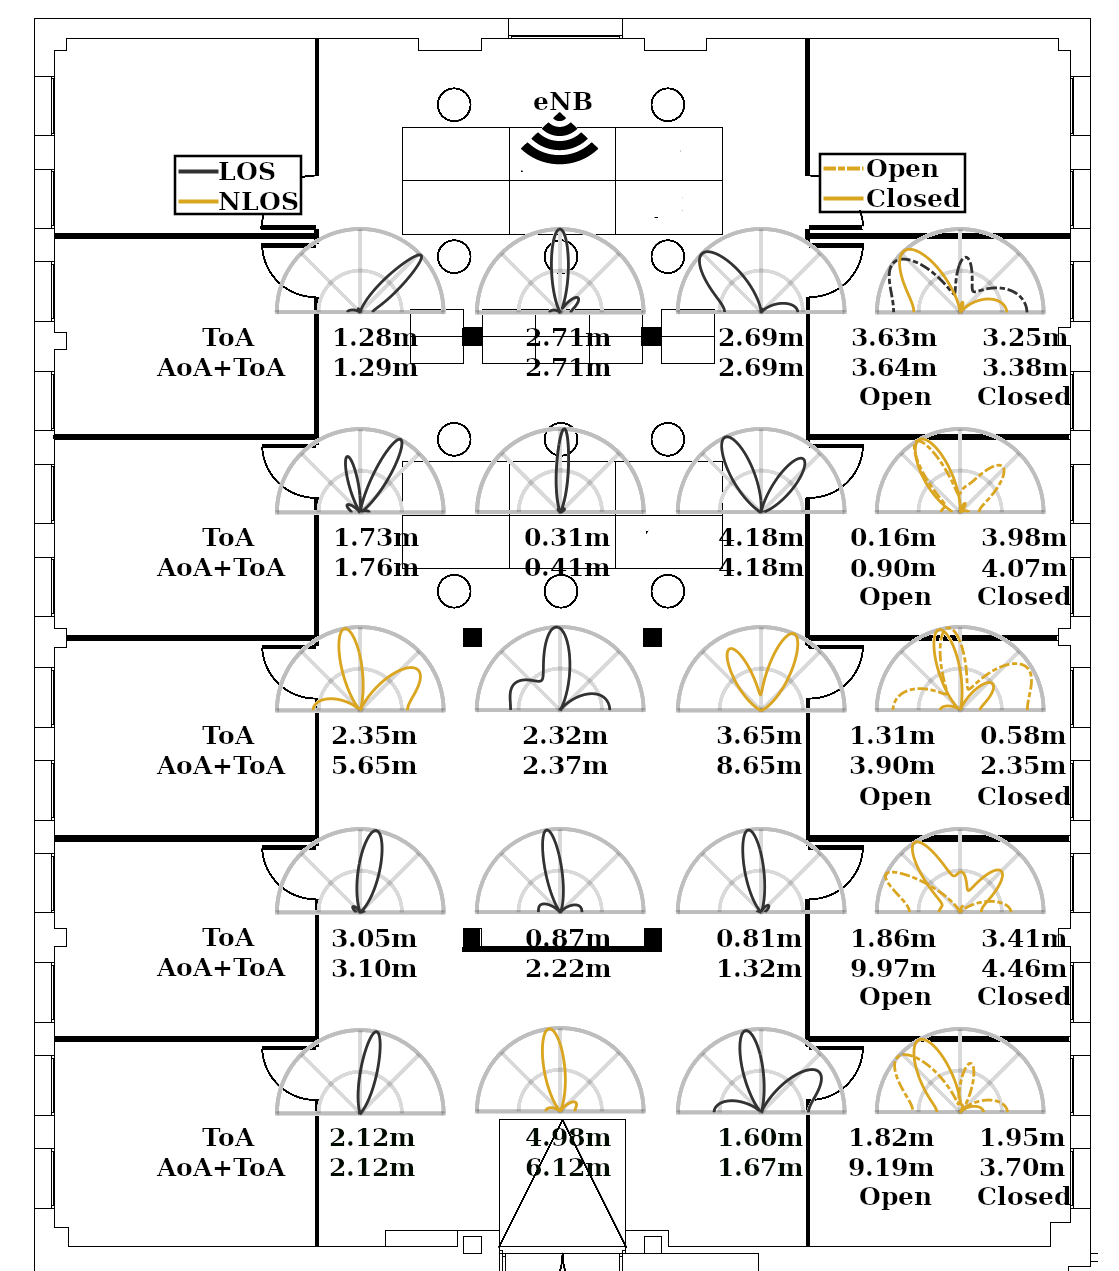 eNB
LOS
NLOS
Open
Closed
ToA 1.28m 2.71m 2.69m 3.63m 3.25m
AoA+ToA 1.29m 2.71m 2.69m 3.64m 3.38m
Open Closed
ToA 1.73m 0.31m 4.18m 0.16m 3.98m
AoA+ToA 1.76m 0.41m 4.18m 0.90m 4.07m
Open Closed
ToA 2.35m 2.32m 3.65m 1.31m 0.58m
AoA+ToA 5.65m 2.37m 8.65m 3.90m 2.35m
Open Closed
ToA 3.05m 0.87m 0.81m 1.86m 3.41m
AoA+ToA 3.10m 2.22m 1.32m 9.97m 4.46m
Open Closed
ToA 2.12m 4.98m 1.60m 1.82m 1.95m
AoA+ToA 2.12m 6.12m 1.67m 9.19m 3.70m
Open Closed